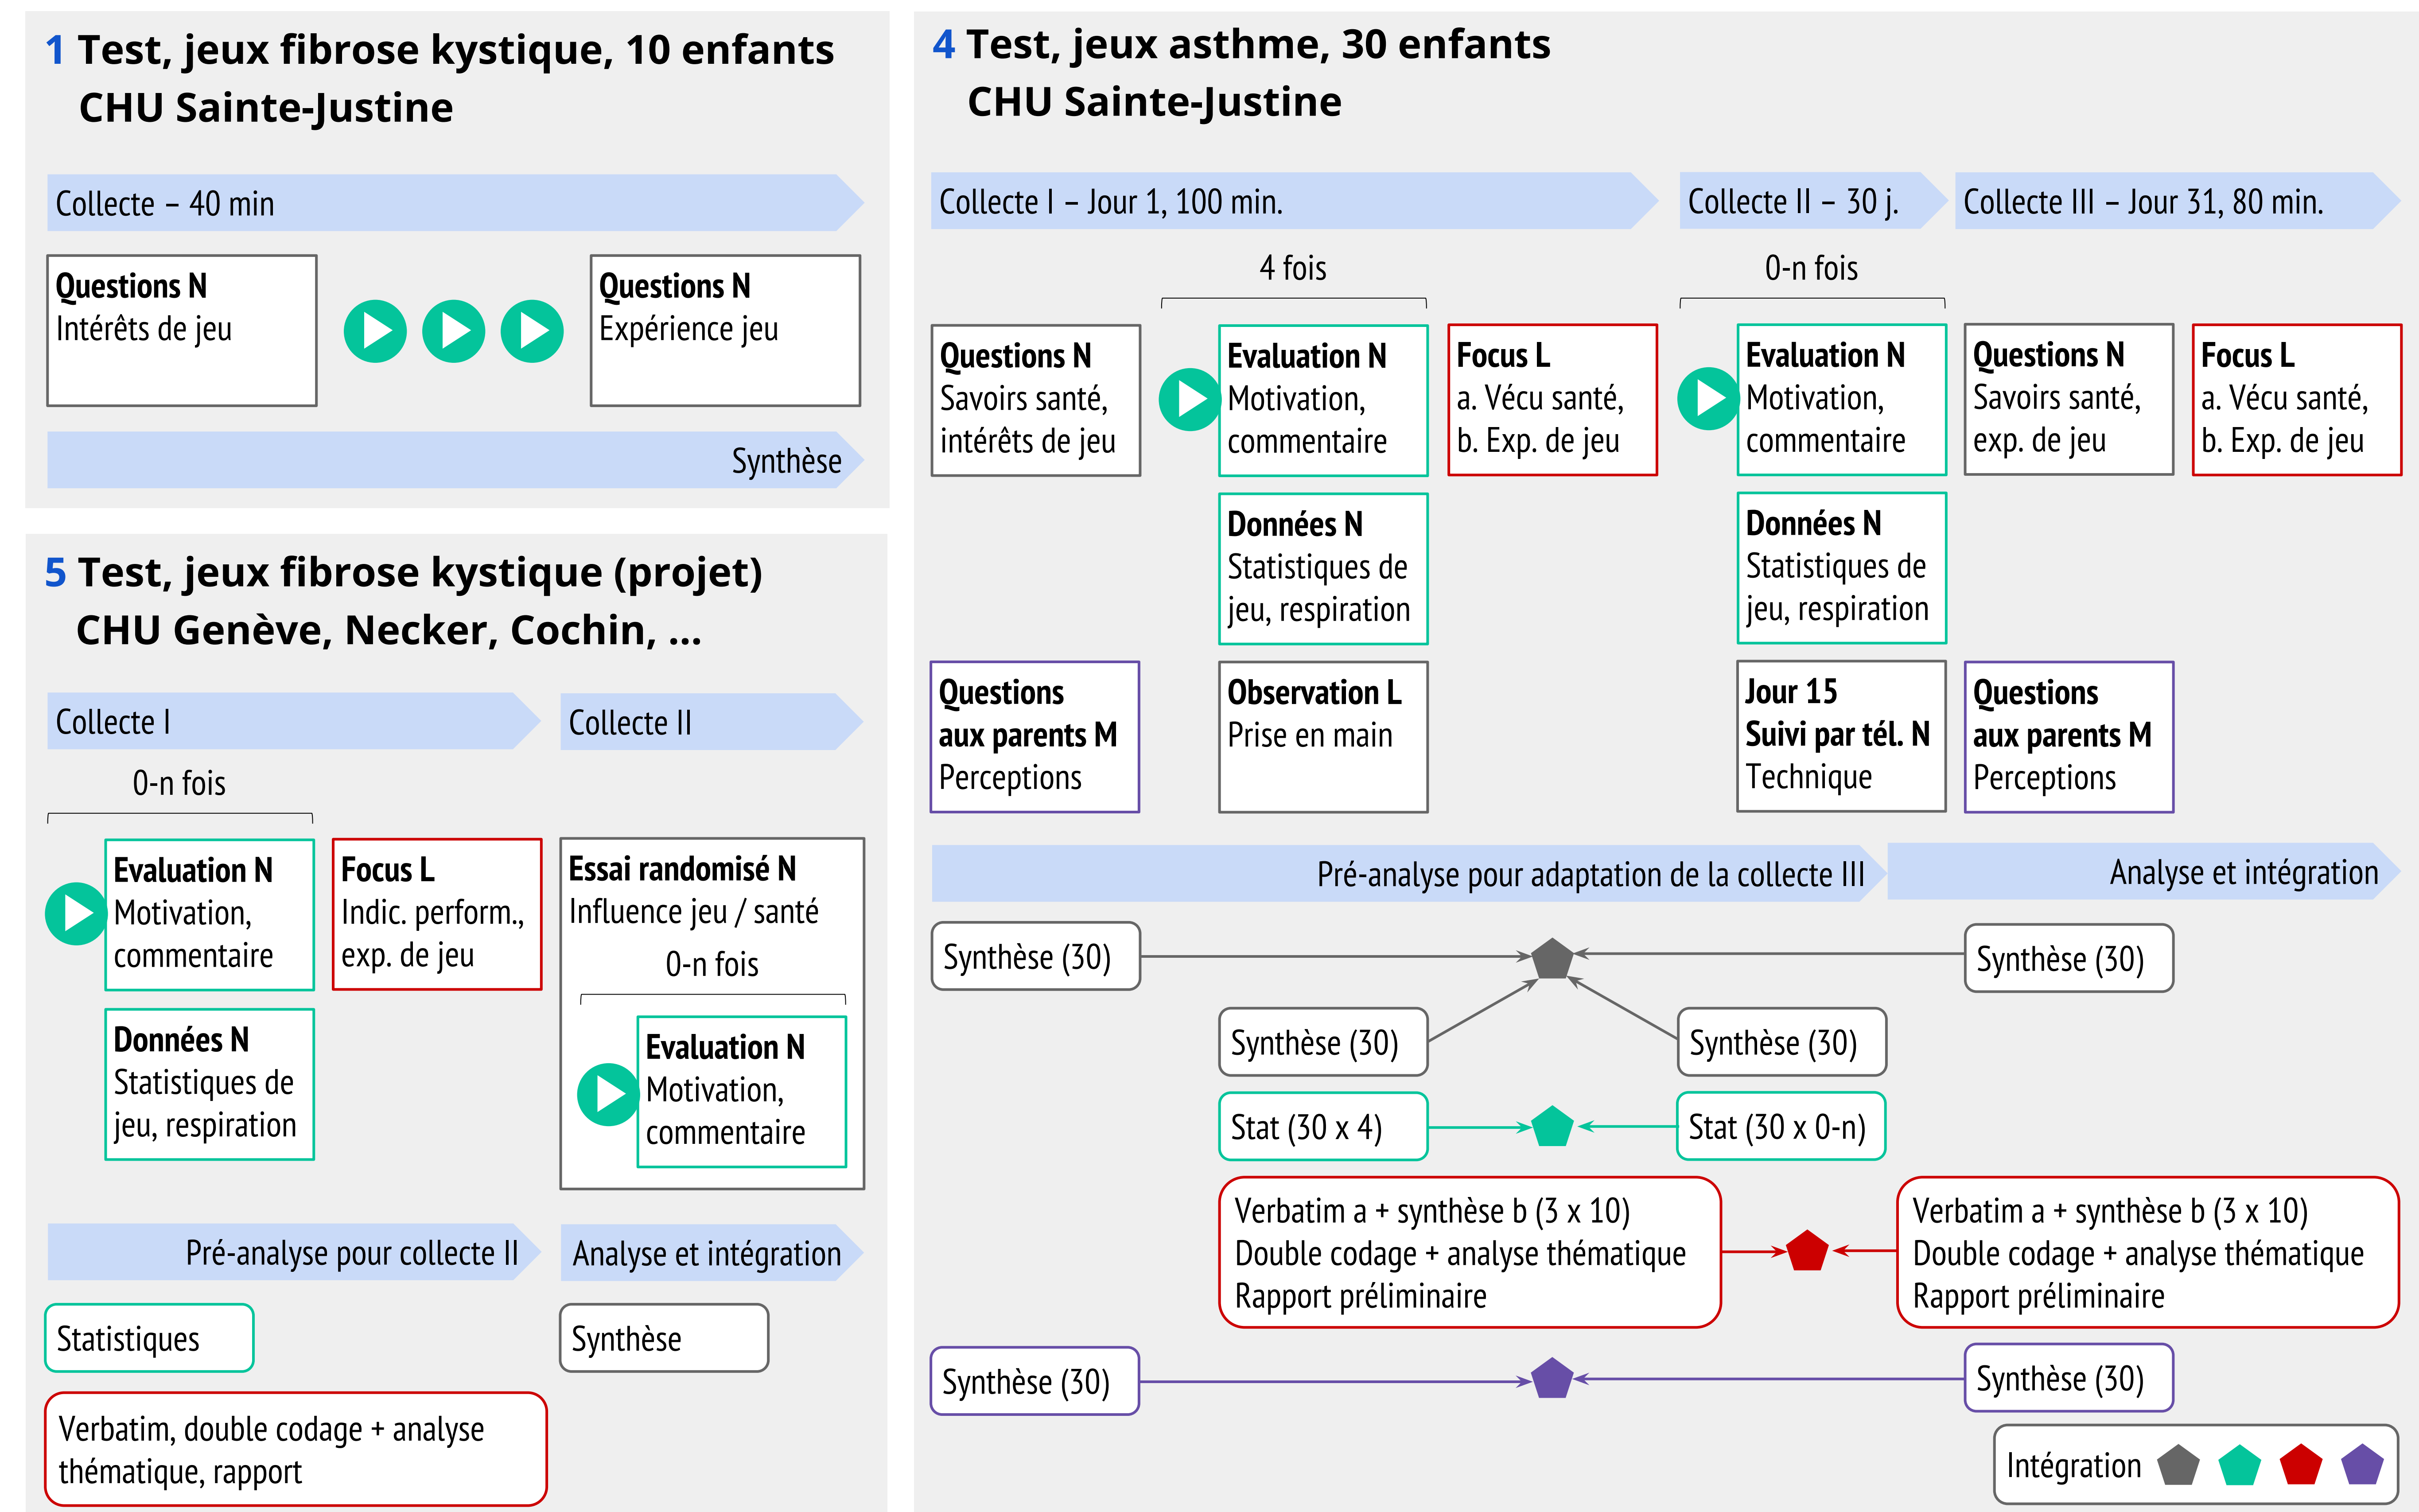 1 Test, jeux fibrose kystique, 10 enfants
CHU Sainte-Justine
Collecte – 40 min
Questions N
Intérêts de jeu
Questions N
Expérience jeu
Synthèse
5 Test, jeux fibrose kystique (projet)
CHU Genève, Necker, Cochin, ...
Collecte I
Collecte II
0-n fois
Evaluation N
Motivation,
commentaire
Focus L
Indic. perform.,
exp. de jeu
Données N
Statistiques de
jeu, respiration
Essai randomisé N
Influence jeu / santé
0-n fois
Evaluation N
Motivation,
commentaire
Pré-analyse pour collecte II
Analyse et intégration
Statistiques
Synthèse
Verbatim, double codage + analyse
thématique, rapport
4 Test, jeux asthme, 30 enfants
CHU Sainte-Justine
Collecte I – Jour 1, 100 min.
Collecte II – 30 j.
Collecte III – Jour 31, 80 min.
4 fois
0-n fois
Questions N
Savoirs santé,
intérêts de jeu
Evaluation N
Motivation,
commentaire
Focus L
a. Vécu santé,
b. Exp. de jeu
Evaluation N
Motivation,
commentaire
Questions N
Savoirs santé,
exp. de jeu
Focus L
a. Vécu santé,
b. Exp. de jeu
Données N
Statistiques de
jeu, respiration
Données N
Statistiques de
jeu, respiration
Questions
aux parents M
Perceptions
Observation L
Prise en main
Jour 15
Suivi par tél. N
Technique
Questions
aux parents M
Perceptions
Pré-analyse pour adaptation de la collecte III
Analyse et intégration
Synthèse (30)
Synthèse (30)
Synthèse (30)
Synthèse (30)
Stat (30 x 4)
Stat (30 x 0-n)
Verbatim a + synthèse b (3 x 10)
Double codage + analyse thématique
Rapport préliminaire
Verbatim a + synthèse b (3 x 10)
Double codage + analyse thématique
Rapport préliminaire
Synthèse (30)
Synthèse (30)
Intégration